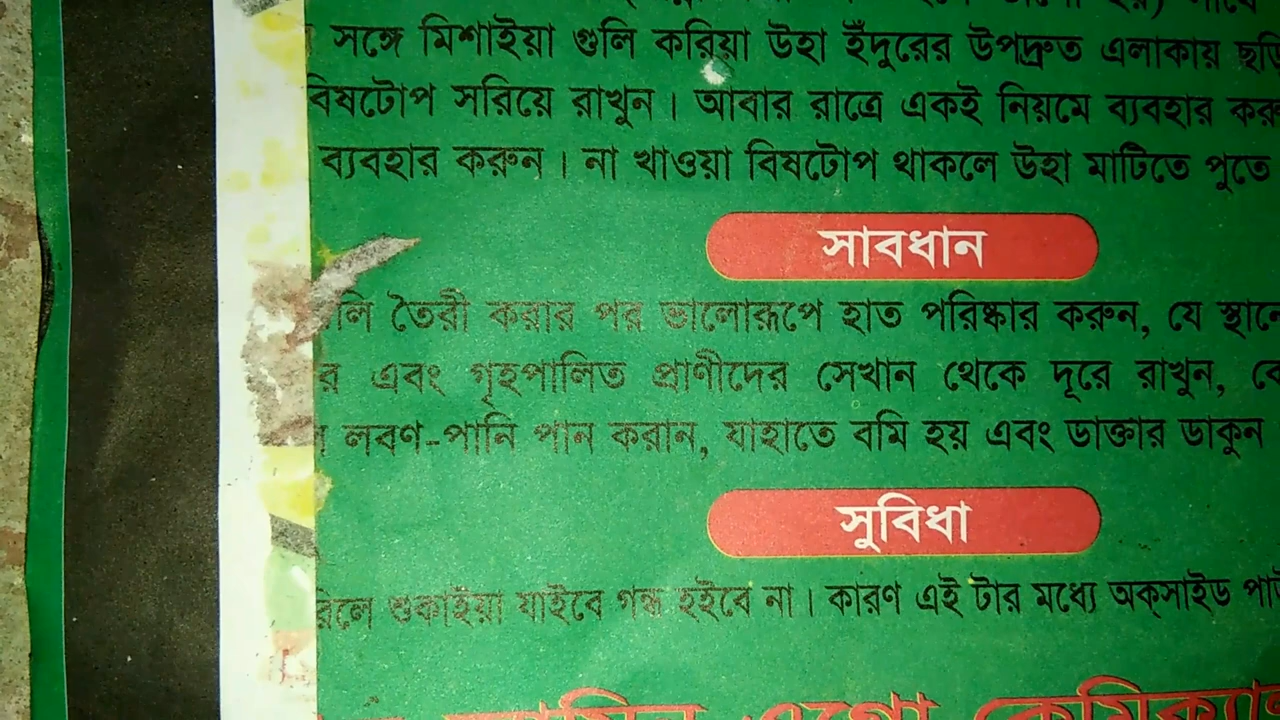 সঙ্গে মিশাইয়া গুলি করিয়া উহা ইঁদুরের উপদ্রুত এলাকায়
বিষটোপ সরিয়ে রাখুন। আবার রাত্রে একই নিয়মে ব্যবহার
ব্যবহার করুন। না খাওয়া বিষটোপ থাকলে উহা মাটিতে পুতে
সাবধান
তৈরী করার পর ভালোরূপে হাত পরিষ্কার করুন, যে
এবং গৃহপালিত প্রাণীদের সেখান থেকে দূরে রাখুন,
লবণ-পানি পান করান, যাহাতে বমি হয় এবং ডাক্তার ডাকুন
সুবিধা
শুকাইয়া যাইবে গন্ধ হইবে না। কারণ এই টার মধ্যে অক্সাইড